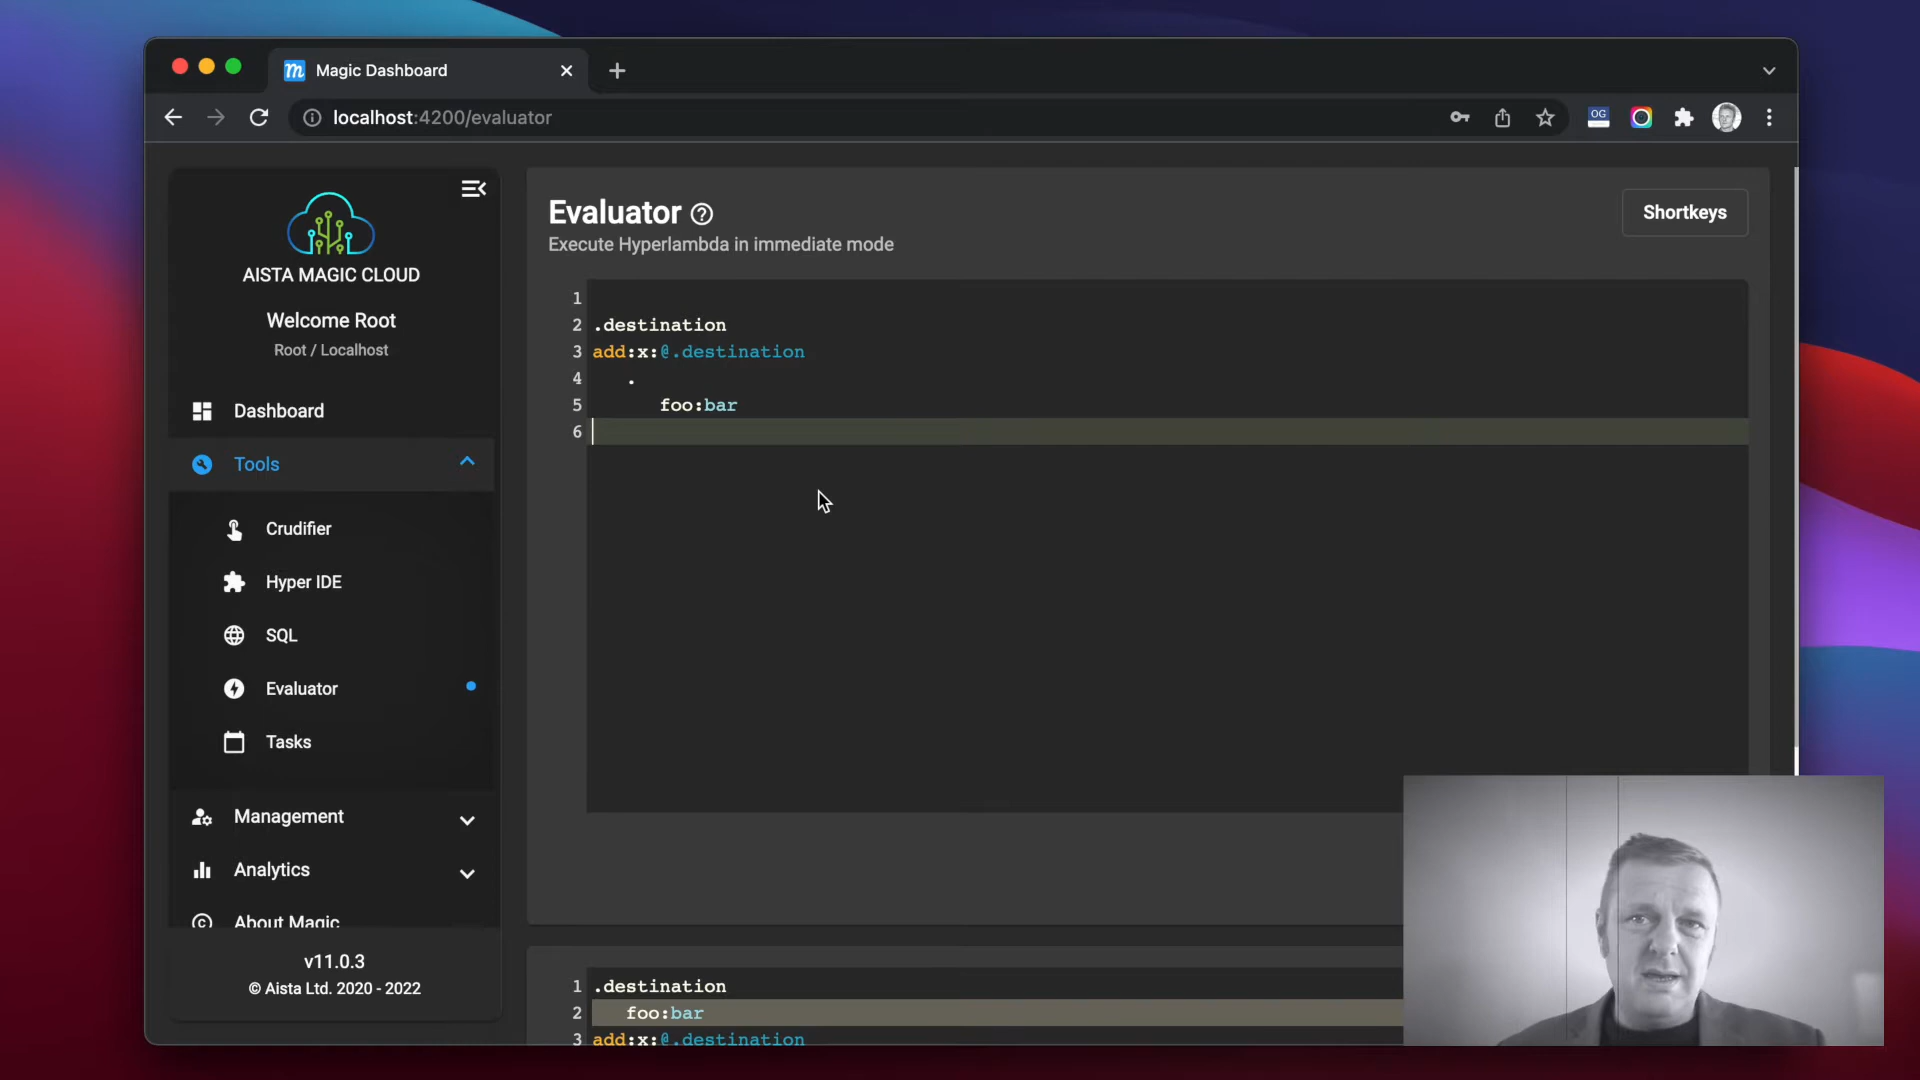 Magic Dashboard
localhost:4200/evaluator
OG
AISTA MAGIC CLOUD
Welcome Root
Root / Localhost
Dashboard
Tools
Crudifier
Hyper IDE
SQL
Evaluator
Tasks
Management
Analytics
About Magic
v11.0.3
© Aista Ltd. 2020 - 2022
Evaluator
Execute Hyperlambda in immediate mode
Shortkeys
1
2 .destination
3 add:x:@.destination
4 .
5 foo:bar
6
1 .destination
2 foo:bar
3 add:x:@.destination